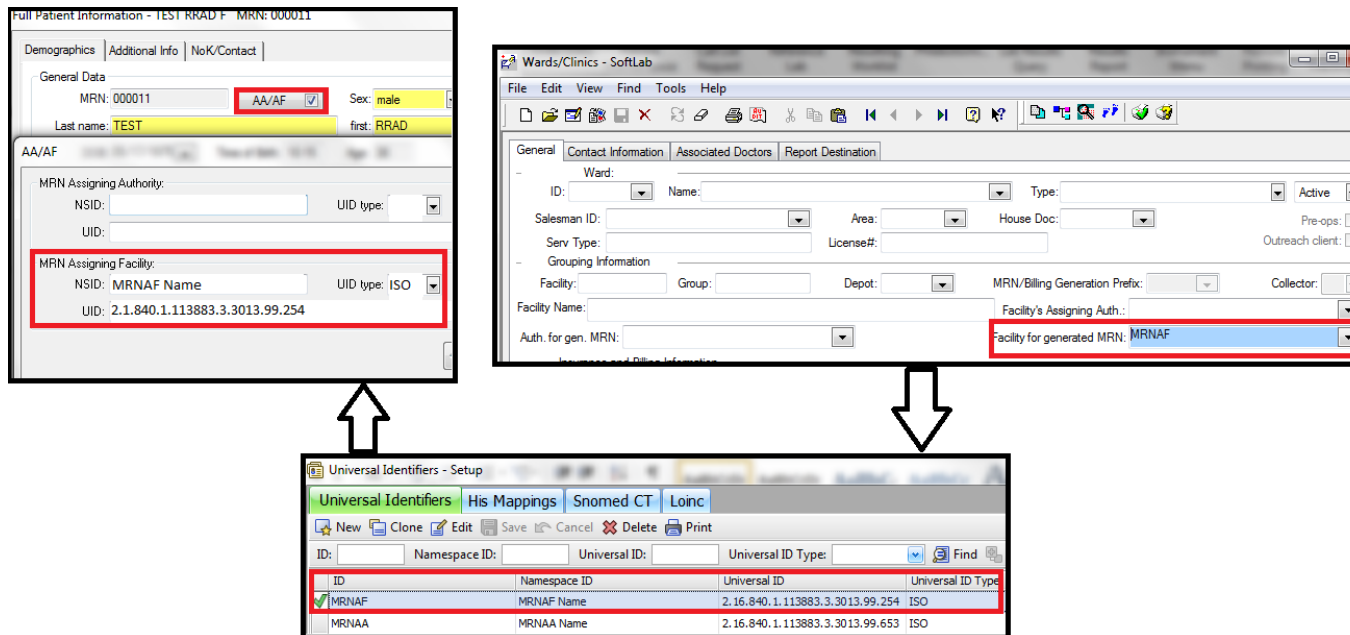 Full Patient Information - TEST RRAD F MRN: 000011
Demographics Additional Info NoK/Contact
General Data
MRN: 000011 AA/AF Sex: male
Last name: TEST first: RRAD
AA/AF
MRN Assigning Authority:
NSID: UID type:
UID:
MRN Assigning Facility:
NSID: MRNAF Name UID type: ISO
UID: 2.1.840.1.113883.3.3013.99.254
Wards/Clinics - SoftLab
File Edit View Find Tools Help
General Contact Information Associated Doctors Report Destination
Ward:
ID: Name: Type: Active
Salesman ID: Area: House Doc: Pre-ops:
Serv Type: License#: Outreach client:
Grouping Information
Facility: Group: Depot: MRN/Billing Generation Prefix: Collector:
Facility Name: Facility's Assigning Auth.:
Auth. for gen. MRN: Facility for generated MRN: MRNAF
Insurance and Billing Information
Universal Identifiers - Setup
Universal Identifiers His Mappings Snomed CT Loinc
New Clone Edit Save Cancel Delete Print
ID: Namespace ID: Universal ID: Universal ID Type: Find
ID Namespace ID Universal ID Universal ID Type
MRNAF MRNAF Name 2.16.840.1.113883.3.3013.99.254 ISO
MRNAA MRNAA Name 2.16.840.1.113883.3.3013.99.653 ISO